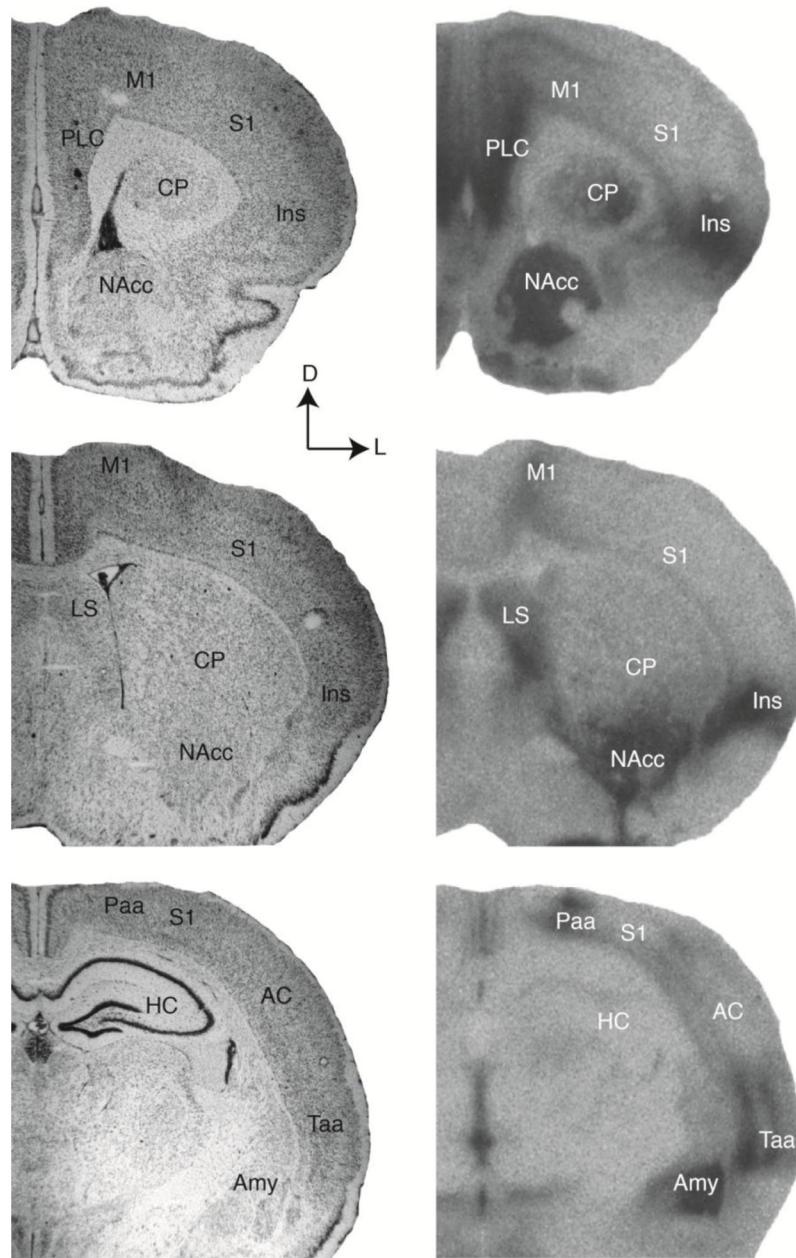 M1
S1
PLC
CP
Ins
NAcc
M1
S1
PLC
CP
Ins
NAcc
D
L
M1
S1
LS
CP
Ins
NAcc
M1
S1
LS
CP
Ins
NAcc
Paa
S1
HC
AC
Taa
Amy
Paa
S1
HC
AC
Taa
Amy